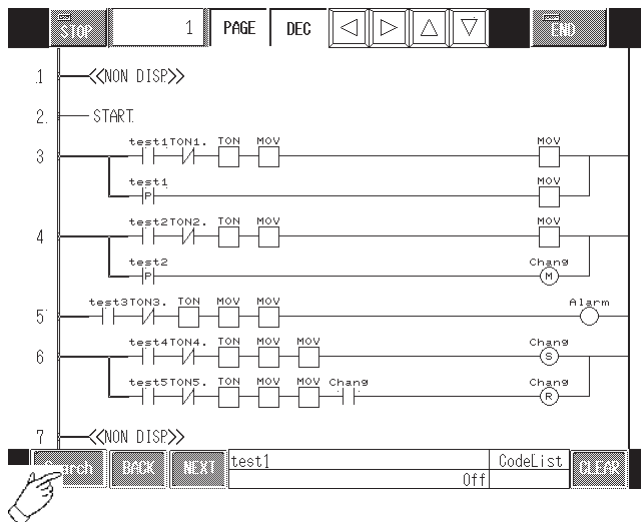 STOP 1 PAGE DEC END
1 <<NON DISP>>
2 START
test1TON1. TON MOV MOV
3
test1 MOV
P
test2TON2. TON MOV MOV
4
test2 Chang
P M
test3TON3. TON MOV MOV Alarm
5
test4TON4. TON MOV MOV Chang
6 S
test5TON5. TON MOV MOV Chang Chang
R
7 <<NON DISP>>
Search BACK NEXT test1 CodeList CLEAR
Off